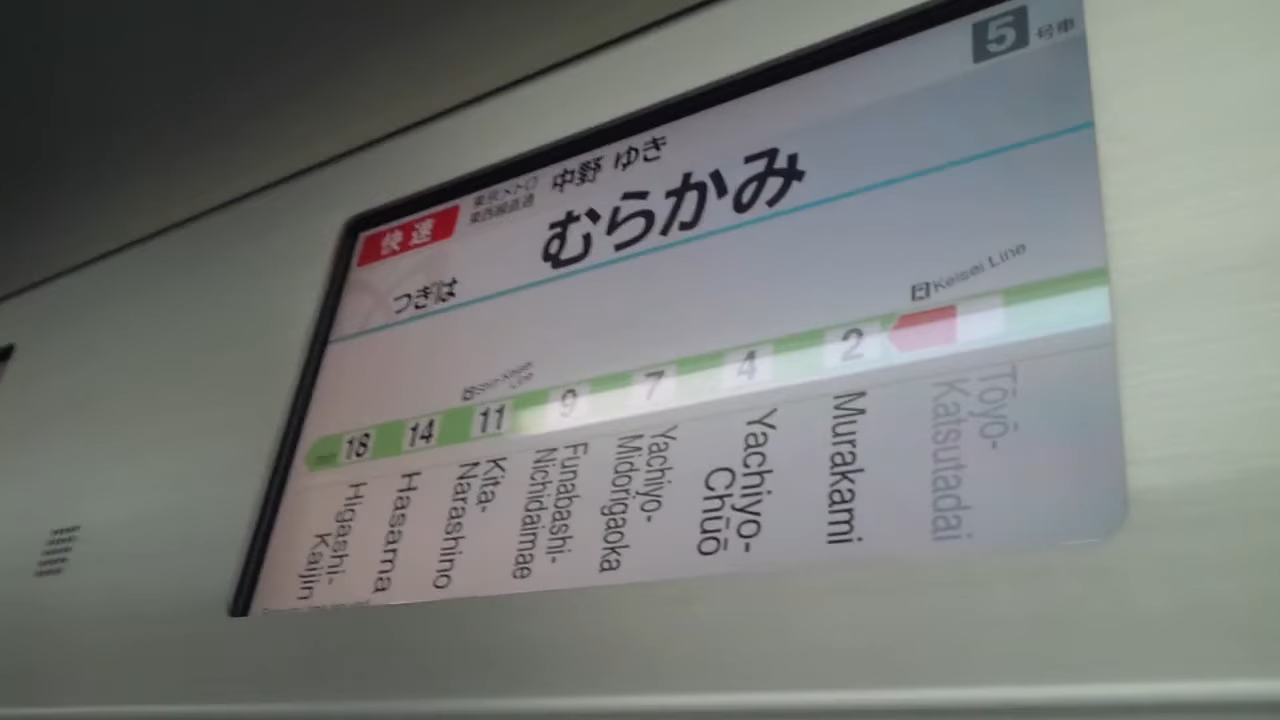 5 号車
快速
東京メトロ
東西線直通
中野 ゆき
つぎは
むらかみ
Keisei Line
Line
18 14 11 9 7 4 2
Higashi-
Kaijin
Hasama
Kita-
Narashino
Funabashi-
Nichidaimae
Yachiyo-
Midorigaoka
Yachiyo-
Chūō
Murakami
Tōyō-
Katsutadai